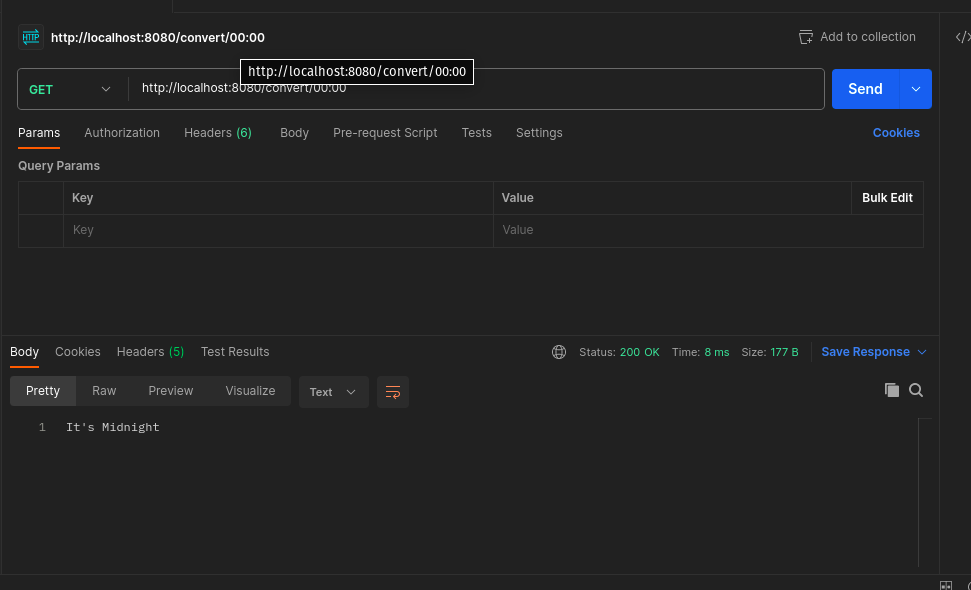 HTTP http://localhost:8080/convert/00:00 Add to collection </>
http://localhost:8080/convert/00:00
GET http://localhost:8080/convert/00:00 Send
Params Authorization Headers (6) Body Pre-request Script Tests Settings Cookies
Query Params
Key Value Bulk Edit
Key Value
Body Cookies Headers (5) Test Results Status: 200 OK Time: 8 ms Size: 177 B Save Response
Pretty Raw Preview Visualize Text
1 It's Midnight